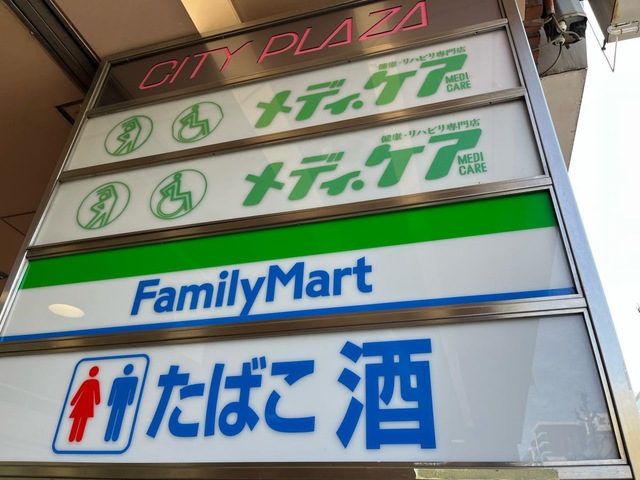 CITY PLAZA
健康・リハビリ専門店
メディ・ケア
MEDI
CARE
健康・リハビリ専門店
メディ・ケア
MEDI
CARE
FamilyMart
たばこ 酒